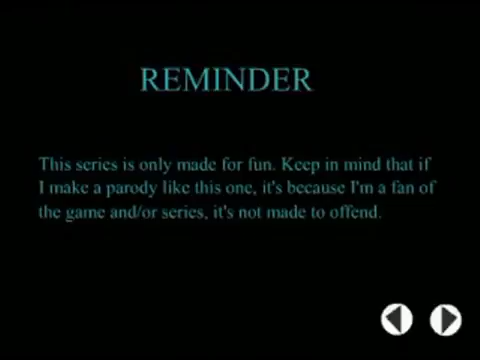 REMINDER
This series is only made for fun. Keep in mind that if
I make a parody like this one, it's because I'm a fan of
the game and/or series, it's not made to offend.